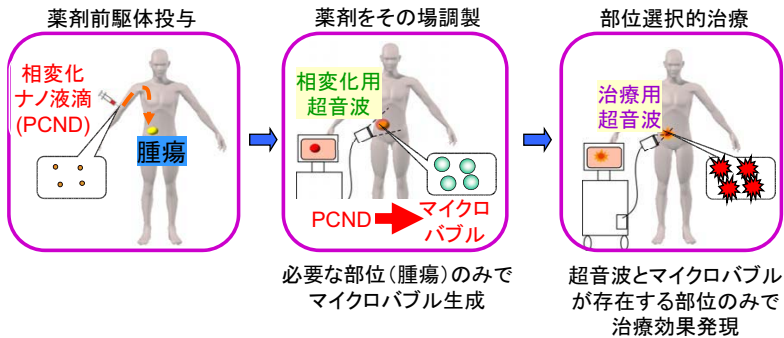 薬剤前駆体投与
相変化
ナノ液滴
(PCND)
腫瘍
薬剤をその場調製
相変化用
超音波
PCND
マイクロ
バブル
必要な部位(腫瘍)のみで
マイクロバブル生成
部位選択的治療
治療用
超音波
超音波とマイクロバブル
が存在する部位のみで
治療効果発現